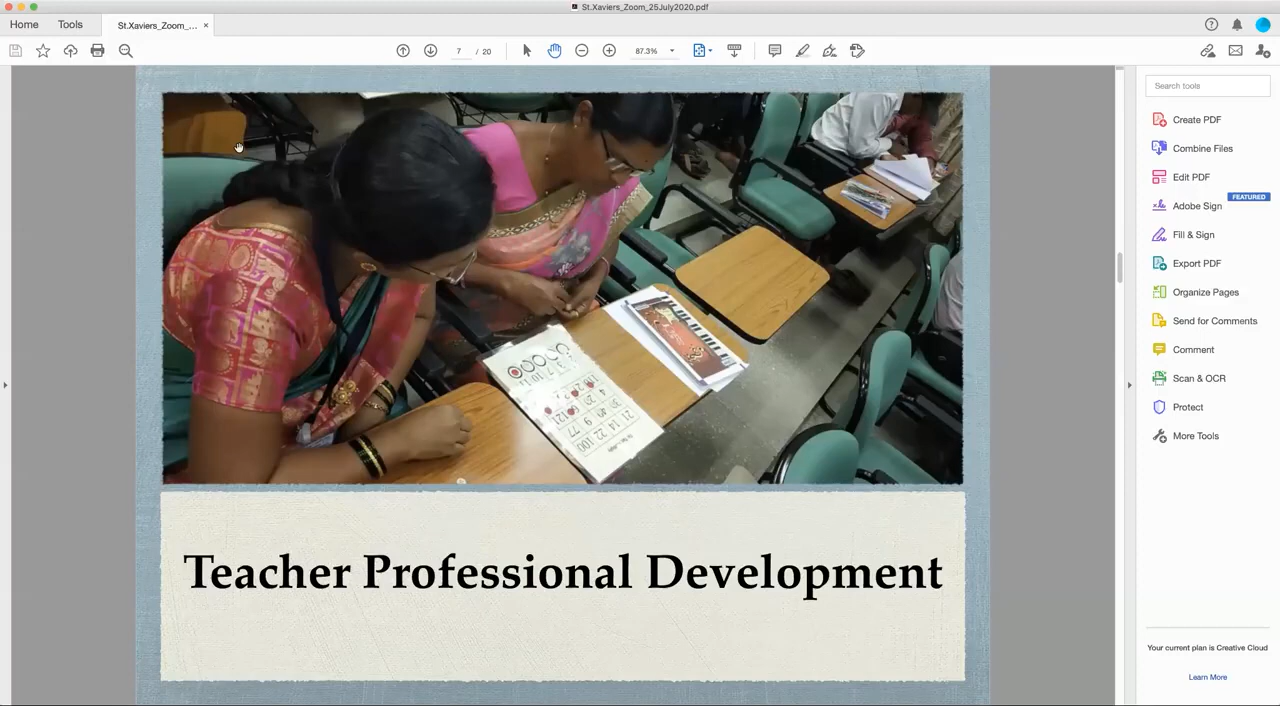 St.Xaviers_Zoom_25July2020.pdf
Home
Tools
St.Xaviers_Zoom_...
7 / 20
87.3%
Search tools
Create PDF
Combine Files
Edit PDF
Adobe Sign
FEATURED
Fill & Sign
Export PDF
Organize Pages
Send for Comments
Comment
Scan & OCR
Protect
More Tools
Teacher Professional Development
Your current plan is Creative Cloud
Learn More